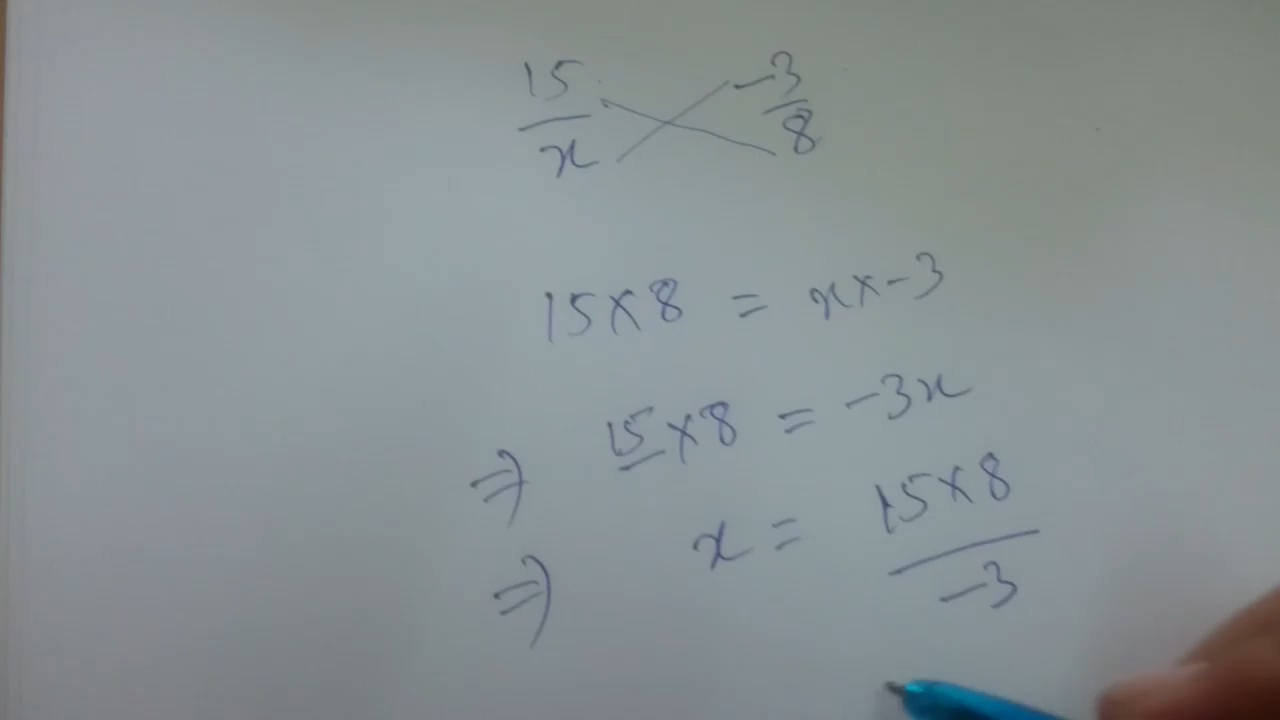 15/x -3/8
15 × 8 = x × -3
⇒ 15 × 8 = -3x
⇒ x = 15 × 8 / -3